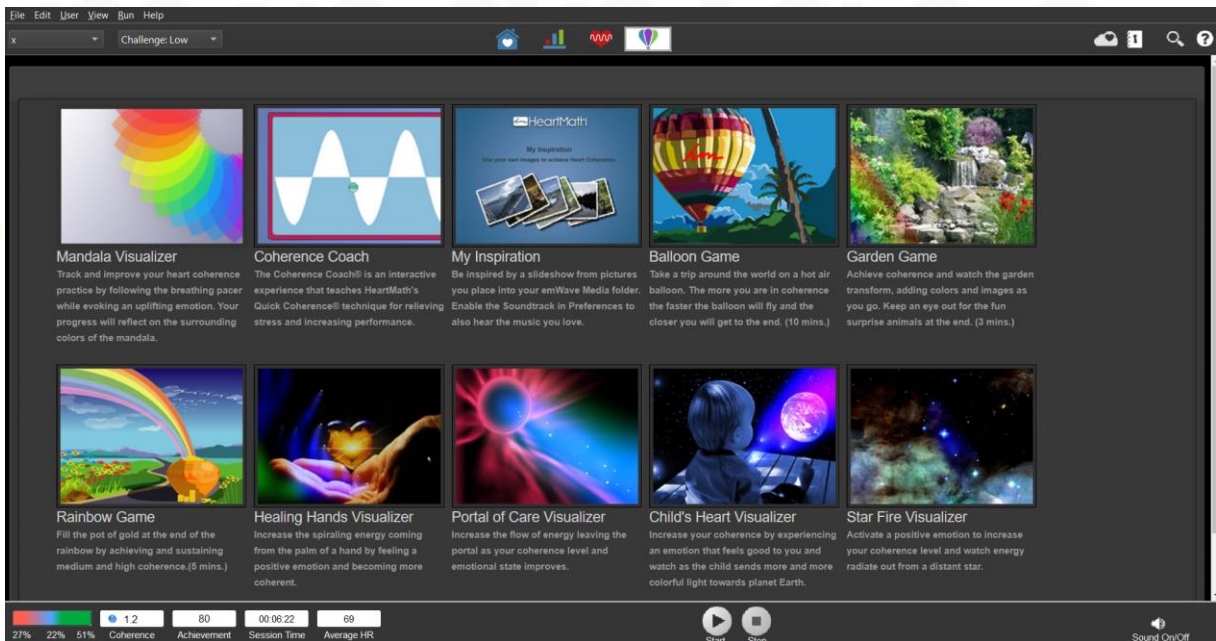 File Edit User View Run Help
x
Challenge: Low
1
?
HeartMath
My Inspiration
Use your own images to achieve Heart Coherence.
hm
Mandala Visualizer
Track and improve your heart coherence
practice by following the breathing pacer
while evoking an uplifting emotion. Your
progress will reflect on the surrounding
colors of the mandala.
Coherence Coach
The Coherence Coach® is an interactive
experience that teaches HeartMath's
Quick Coherence® technique for relieving
stress and increasing performance.
My Inspiration
Be inspired by a slideshow from pictures
you place into your emWave Media folder.
Enable the Soundtrack in Preferences to
also hear the music you love.
Balloon Game
Take a trip around the world on a hot air
balloon. The more you are in coherence
the faster the balloon will fly and the
closer you will get to the end. (10 mins.)
Garden Game
Achieve coherence and watch the garden
transform, adding colors and images as
you go. Keep an eye out for the fun
surprise animals at the end. (3 mins.)
Rainbow Game
Fill the pot of gold at the end of the
rainbow by achieving and sustaining
medium and high coherence.(5 mins.)
Healing Hands Visualizer
Increase the spiraling energy coming
from the palm of a hand by feeling a
positive emotion and becoming more
coherent.
Portal of Care Visualizer
Increase the flow of energy leaving the
portal as your coherence level and
emotional state improves.
Child's Heart Visualizer
Increase your coherence by experiencing
an emotion that feels good to you and
watch as the child sends more and more
colorful light towards planet Earth.
Star Fire Visualizer
Activate a positive emotion to increase
your coherence level and watch energy
radiate out from a distant star.
1.2 80 00:06:22 69
27% 22% 51% Coherence Achievement Session Time Average HR
Start Stop
Sound On/Off